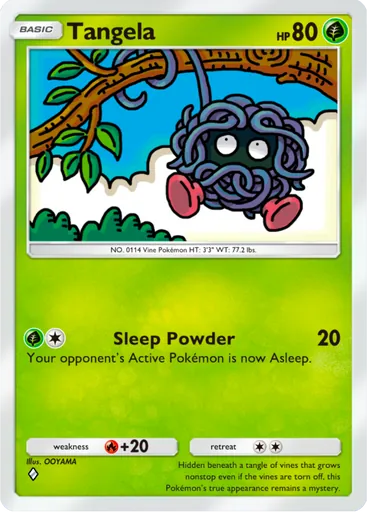 BASIC
Tangela
HP 80
NO. 0114 Vine Pokémon HT: 3'3" WT: 77.2 lbs.
Sleep Powder 20
Your opponent's Active Pokémon is now Asleep.
weakness +20 retreat
Illus. OOYAMA
Hidden beneath a tangle of vines that grows
nonstop even if the vines are torn off, this
Pokémon's true appearance remains a mystery.